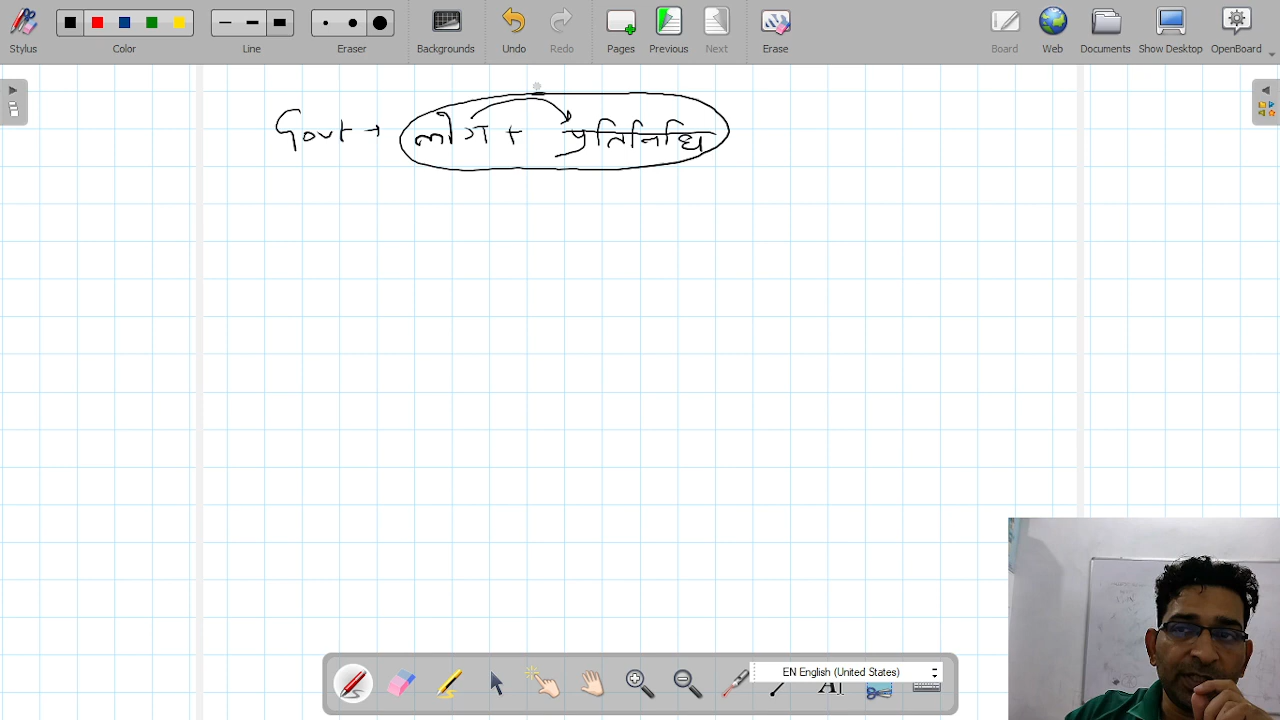 Stylus Color Line Eraser Backgrounds Undo Redo Pages Previous Next Erase Board Web Documents Show Desktop OpenBoard
Govt → लोग + प्रतिनिधि
EN English (United States)